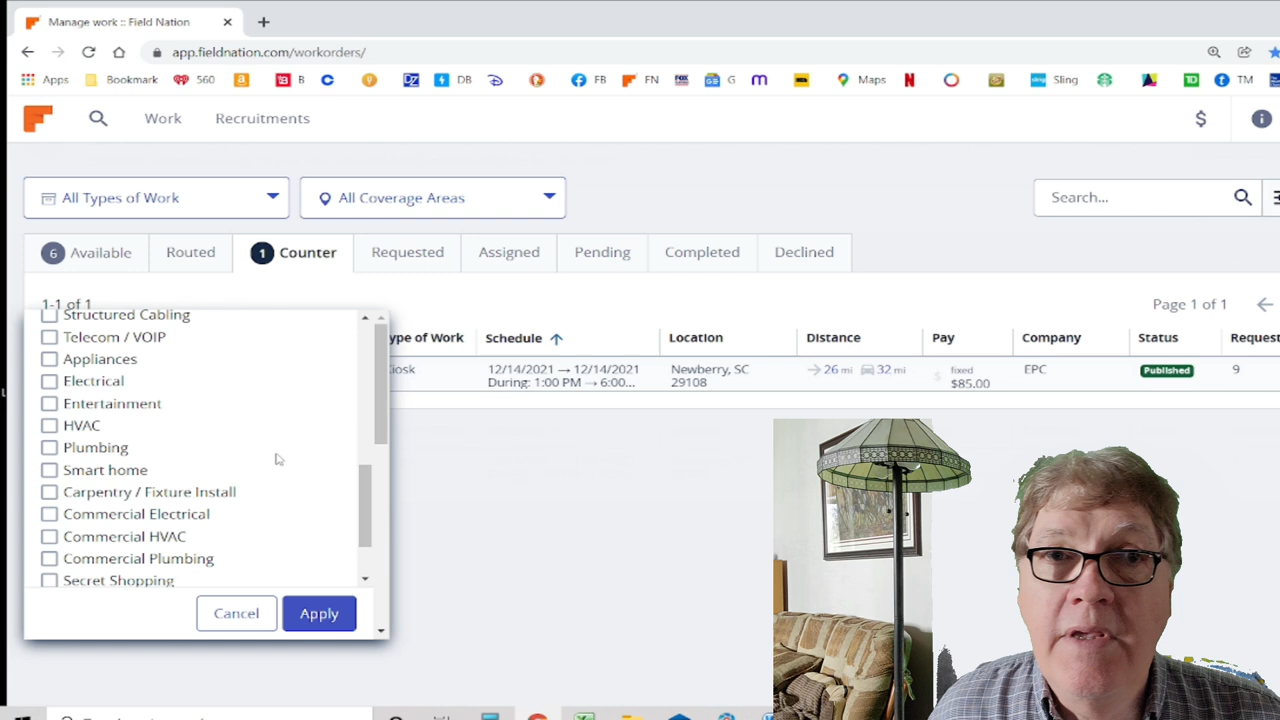 Manage work :: Field Nation
app.fieldnation.com/workorders/
Apps Bookmark 560 B DB FB FN G Maps Sling TM
Work Recruitments $
All Types of Work All Coverage Areas Search...
6 Available Routed 1 Counter Requested Assigned Pending Completed Declined
1-1 of 1 Page 1 of 1
ype of Work Schedule Location Distance Pay Company Status Request
iosk 12/14/2021 → 12/14/2021 Newberry, SC 26 mi 32 mi $ fixed EPC Published 9
During: 1:00 PM → 6:00... 29108 $85.00
Structured Cabling
Telecom / VOIP
Appliances
Electrical
Entertainment
HVAC
Plumbing
Smart home
Carpentry / Fixture Install
Commercial Electrical
Commercial HVAC
Commercial Plumbing
Secret Shopping
Cancel Apply